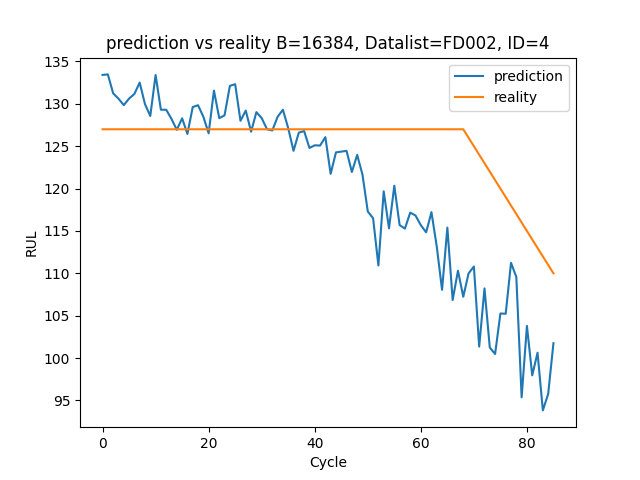 prediction vs reality B=16384, Datalist=FD002, ID=4
prediction
reality
135
130
125
120
115
110
105
100
95
RUL
0 20 40 60 80
Cycle